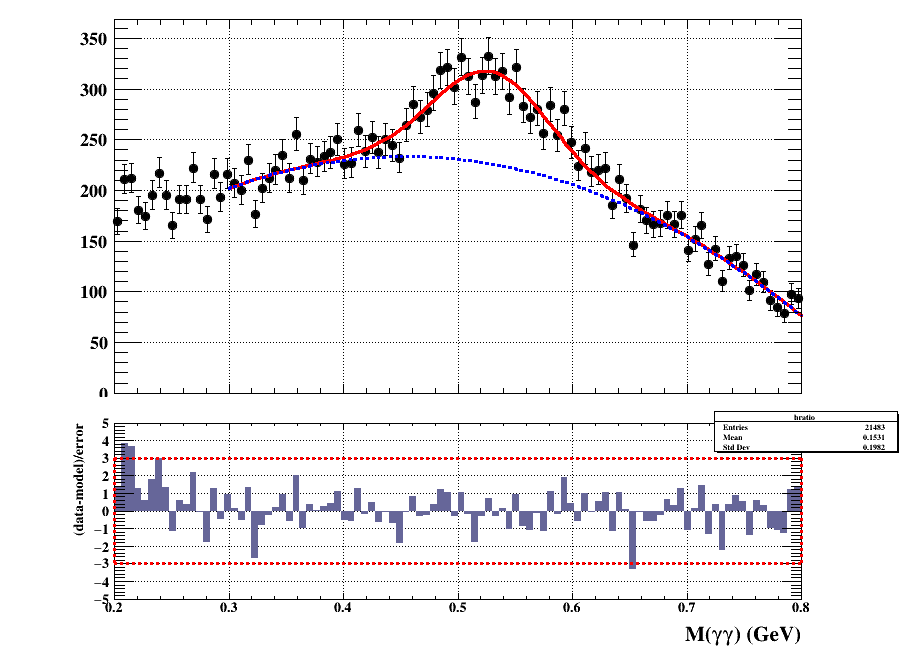 350
300
250
200
150
100
50
0
hratio
Entries 21483
Mean 0.1531
Std Dev 0.1982
(data-model)/error
5
4
3
2
1
0
−1
−2
−3
−4
−5
0.2 0.3 0.4 0.5 0.6 0.7 0.8
M(γγ) (GeV)